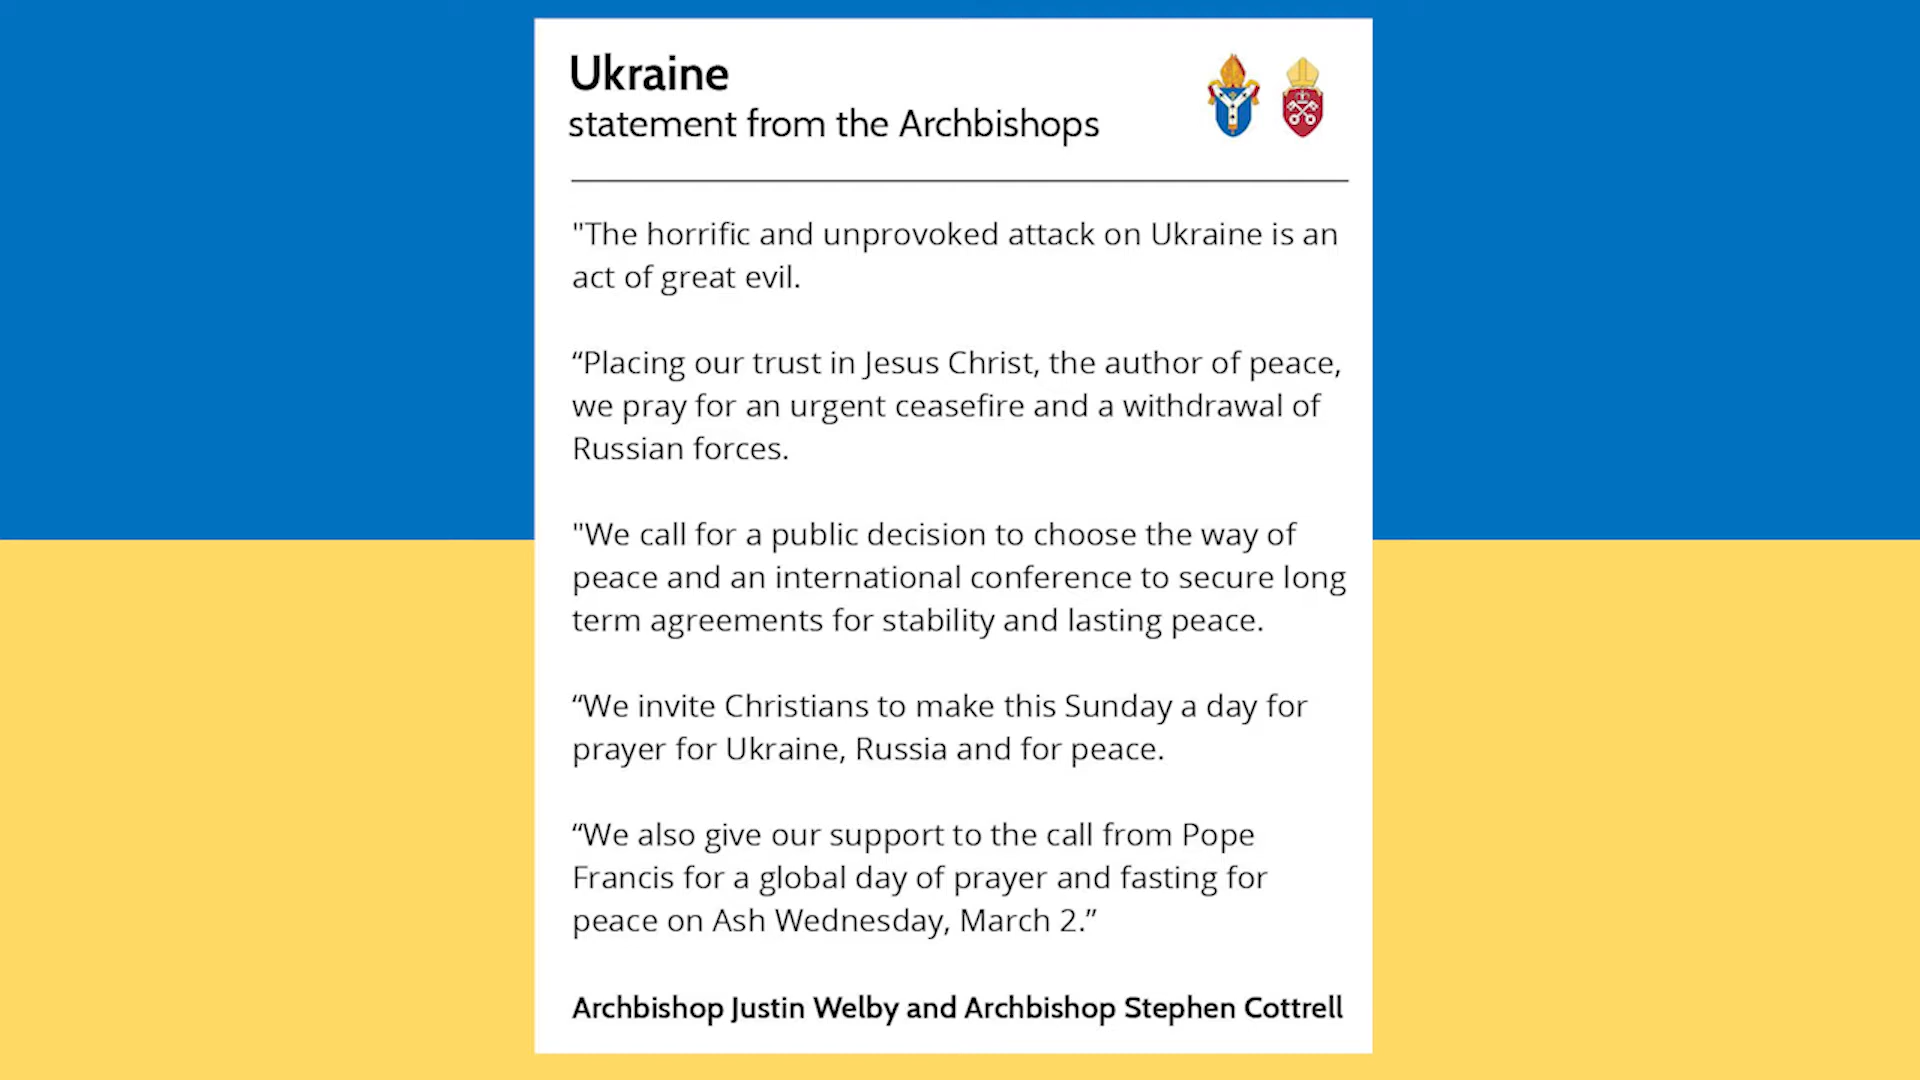 Ukraine
statement from the Archbishops
"The horrific and unprovoked attack on Ukraine is an
act of great evil.
“Placing our trust in Jesus Christ, the author of peace,
we pray for an urgent ceasefire and a withdrawal of
Russian forces.
"We call for a public decision to choose the way of
peace and an international conference to secure long
term agreements for stability and lasting peace.
“We invite Christians to make this Sunday a day for
prayer for Ukraine, Russia and for peace.
“We also give our support to the call from Pope
Francis for a global day of prayer and fasting for
peace on Ash Wednesday, March 2.”
Archbishop Justin Welby and Archbishop Stephen Cottrell